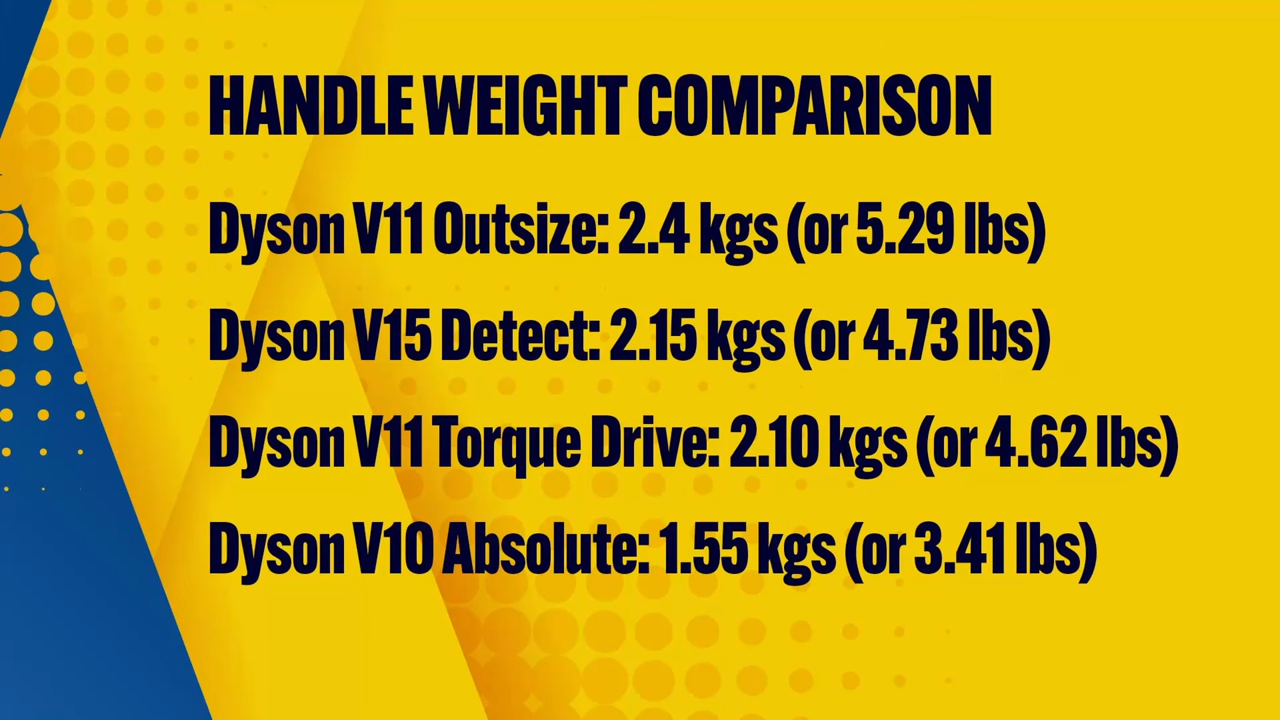 HANDLE WEIGHT COMPARISON
Dyson V11 Outsize: 2.4 kgs (or 5.29 lbs)
Dyson V15 Detect: 2.15 kgs (or 4.73 lbs)
Dyson V11 Torque Drive: 2.10 kgs (or 4.62 lbs)
Dyson V10 Absolute: 1.55 kgs (or 3.41 lbs)